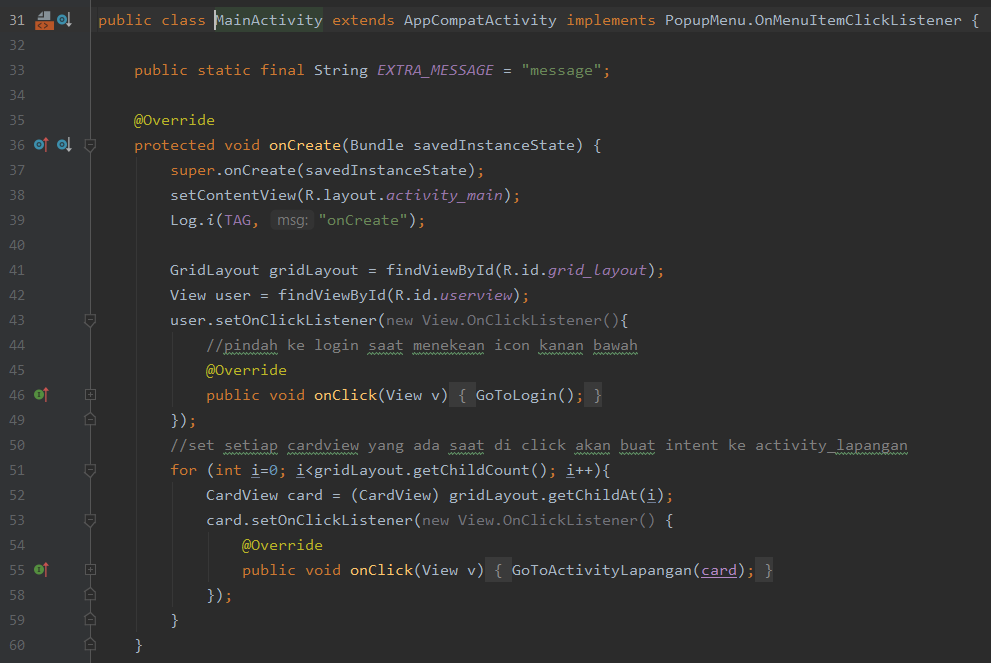 31 public class MainActivity extends AppCompatActivity implements PopupMenu.OnMenuItemClickListener {
32
33 public static final String EXTRA_MESSAGE = "message";
34
35 @Override
36 protected void onCreate(Bundle savedInstanceState) {
37 super.onCreate(savedInstanceState);
38 setContentView(R.layout.activity_main);
39 Log.i(TAG, msg: "onCreate");
40
41 GridLayout gridLayout = findViewById(R.id.grid_layout);
42 View user = findViewById(R.id.userview);
43 user.setOnClickListener(new View.OnClickListener(){
44 //pindah ke login saat menekean icon kanan bawah
45 @Override
46 public void onClick(View v) { GoToLogin(); }
49 });
50 //set setiap cardview yang ada saat di click akan buat intent ke activity_lapangan
51 for (int i=0; i<gridLayout.getChildCount(); i++){
52 CardView card = (CardView) gridLayout.getChildAt(i);
53 card.setOnClickListener(new View.OnClickListener() {
54 @Override
55 public void onClick(View v) { GoToActivityLapangan(card); }
58 });
59 }
60 }